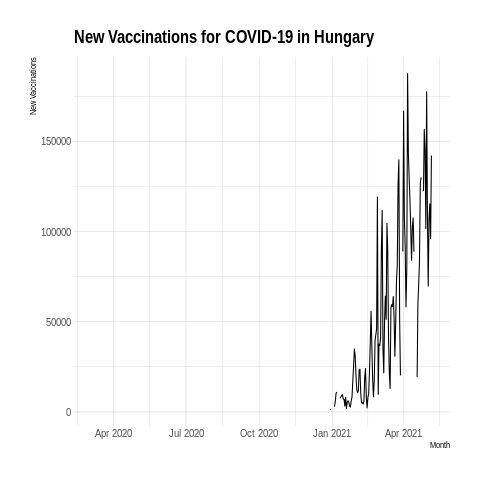 New Vaccinations for COVID-19 in Hungary
New Vaccinations
150000
100000
50000
0
Apr 2020 Jul 2020 Oct 2020 Jan 2021 Apr 2021
Month